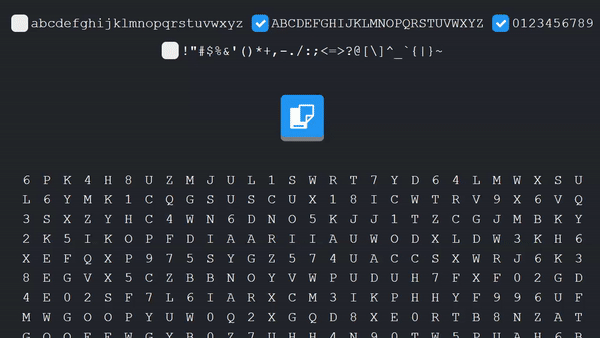 abcdefghijklmnopqrstuvwxyz ABCDEFGHIJKLMNOPQRSTUVWXYZ 0123456789
!"#$%&'()*+,-./:;<=>?@[\]^_`{|}~
6 P K 4 H 8 U Z M J U L 1 S W R T 7 Y D 6 4 L M W X S U
L 6 Y M K 1 C Q G S U S C U X 1 8 I C W T R V 9 X 6 V Q
3 S X Z Y H C 4 W N 6 D N O 5 K J J 1 T Z C G J M B K Y
2 K 5 I K O P F D I A A R I I A U W O D X L D W 3 K H 6
X E F Q X P 9 7 5 S Y G Z 5 7 4 U A C C S X W R J 6 K 3
8 E G V X 5 C Z B B N O Y V W P U D U H 7 F X F 0 2 G D
4 E 0 2 S F 7 L 6 I A R X C M 3 I K P H H Y F 9 9 6 U F
M W G O O P Y U W 0 Q 2 X G Q D 8 X E 0 R T B 8 N Z A T